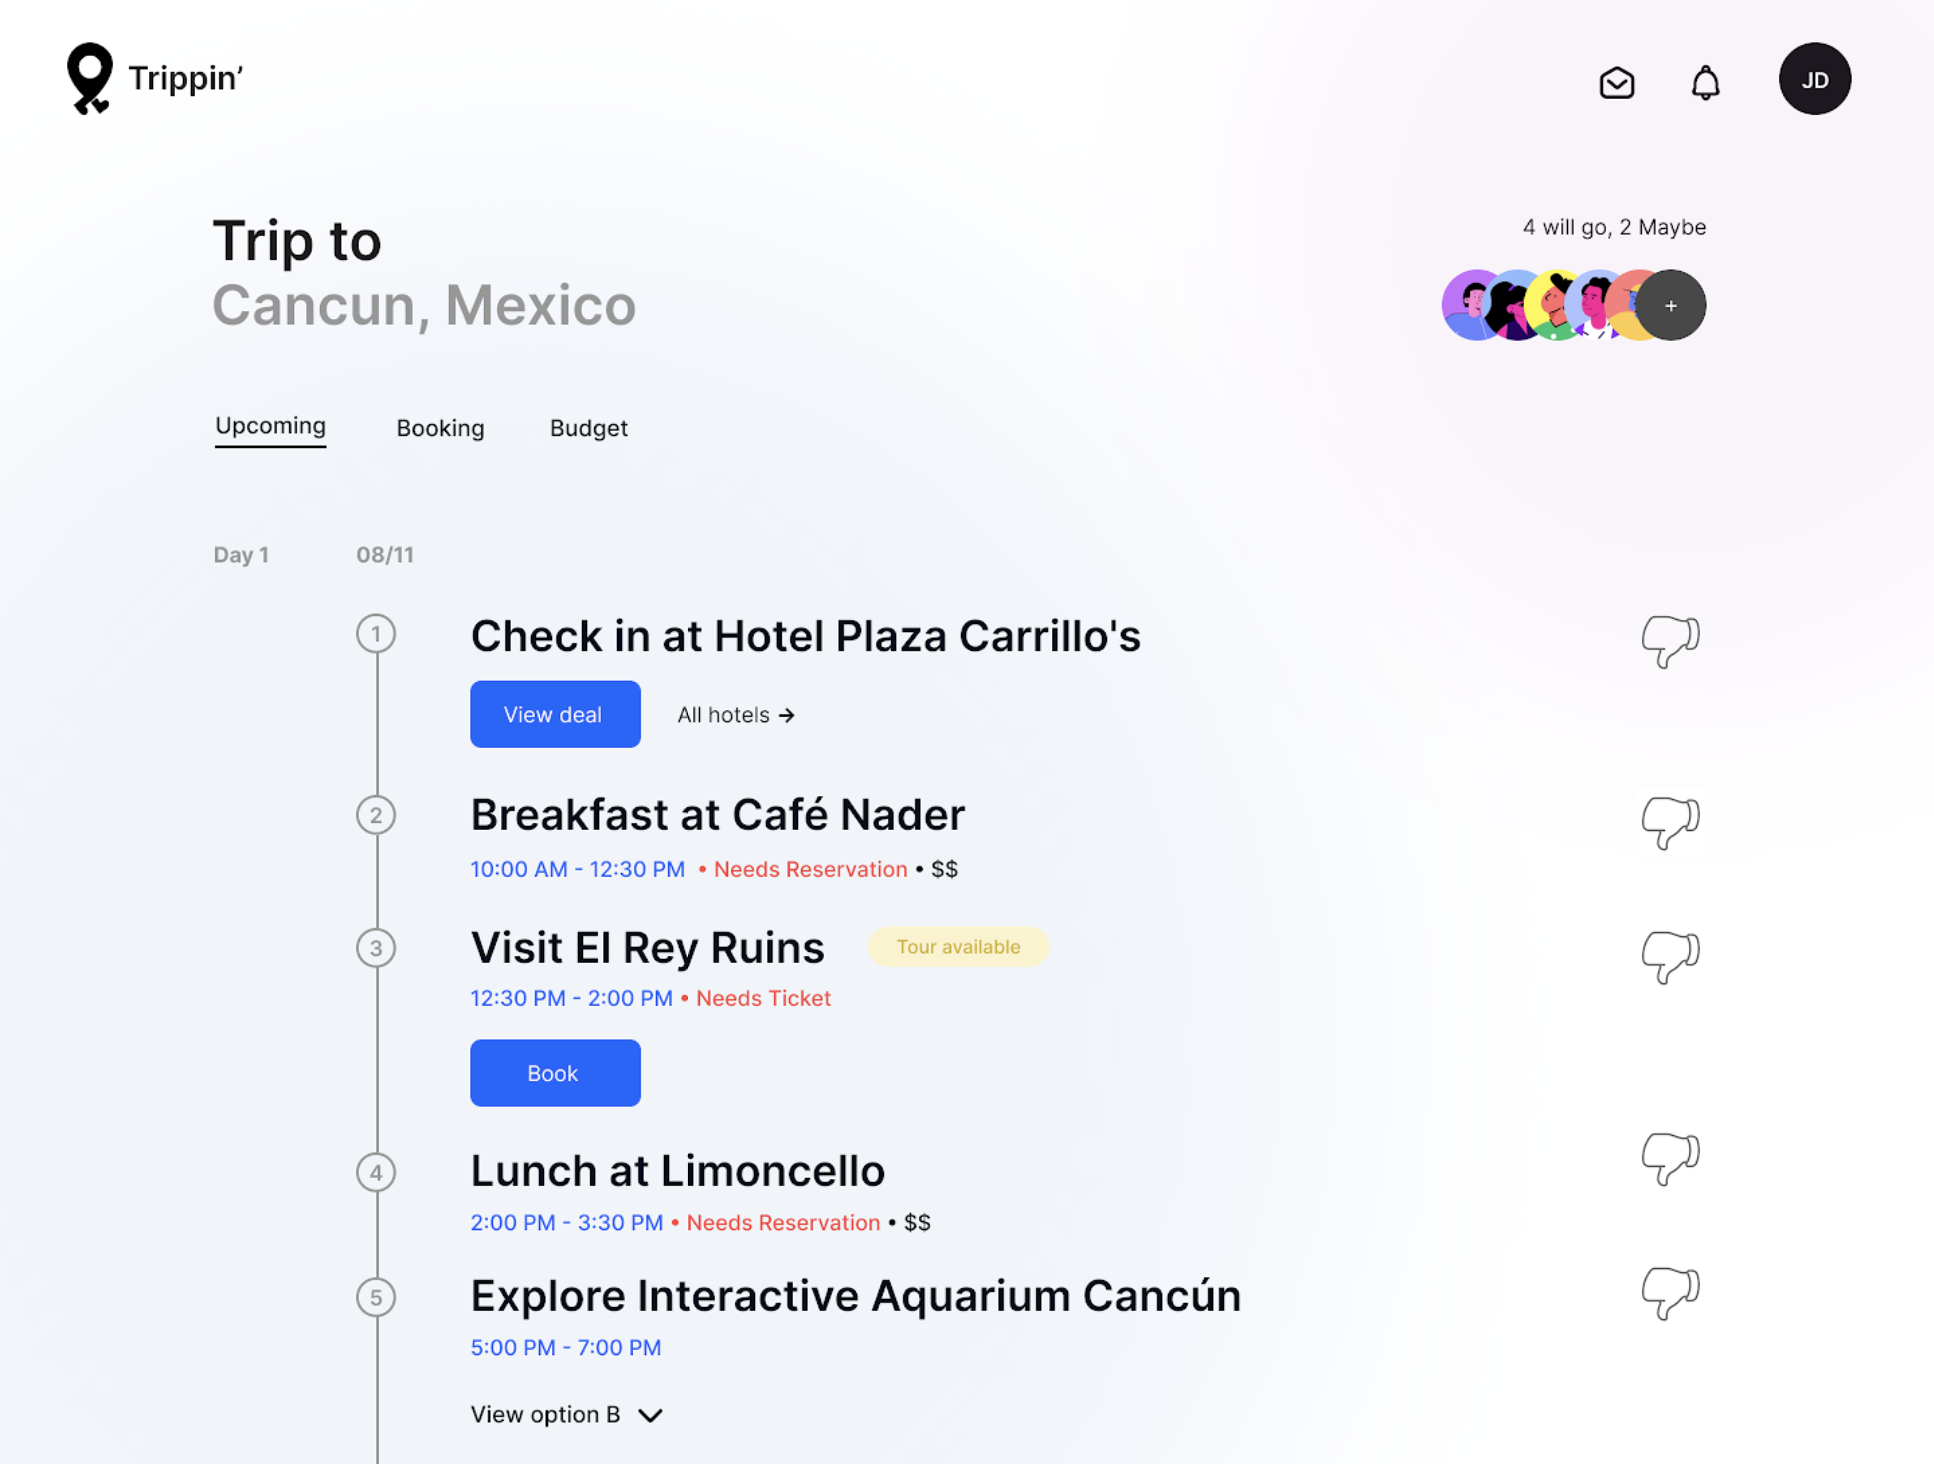 Trippin’
JD
Trip to
Cancun, Mexico
4 will go, 2 Maybe
+
Upcoming Booking Budget
Day 1 08/11
1 Check in at Hotel Plaza Carrillo's
View deal All hotels →
2 Breakfast at Café Nader
10:00 AM - 12:30 PM • Needs Reservation • $$
3 Visit El Rey Ruins Tour available
12:30 PM - 2:00 PM • Needs Ticket
Book
4 Lunch at Limoncello
2:00 PM - 3:30 PM • Needs Reservation • $$
5 Explore Interactive Aquarium Cancún
5:00 PM - 7:00 PM
View option B